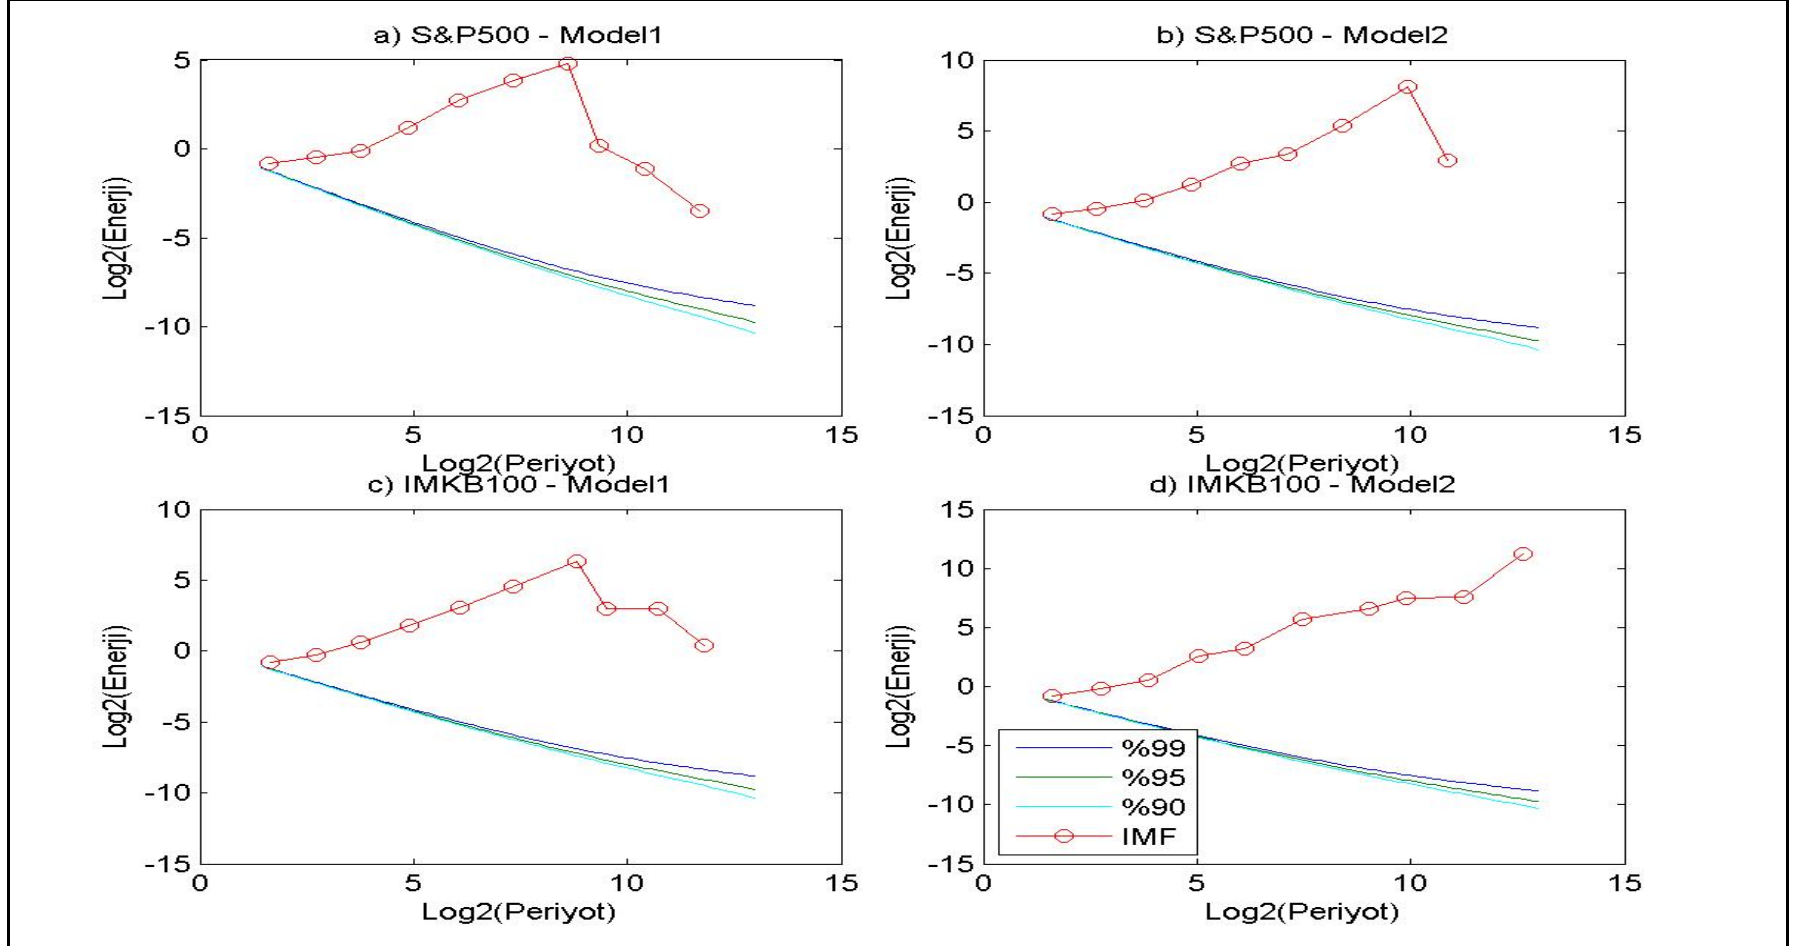 a) S&P500 - Model1
5
0
-5
-10
-15
0 5 10 15
Log2(Enerji)
Log2(Periyot)
b) S&P500 - Model2
10
5
0
-5
-10
-15
0 5 10 15
Log2(Enerji)
Log2(Periyot)
c) IMKB100 - Model1
10
5
0
-5
-10
-15
0 5 10 15
Log2(Enerji)
Log2(Periyot)
d) IMKB100 - Model2
15
10
5
0
-5
-10
-15
0 5 10 15
Log2(Enerji)
Log2(Periyot)
%99
%95
%90
IMF